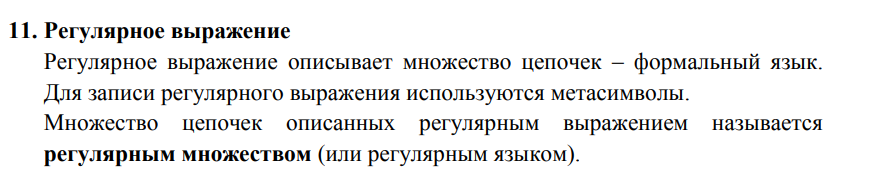 11. Регулярное выражение
Регулярное выражение описывает множество цепочек – формальный язык.
Для записи регулярного выражения используются метасимволы.
Множество цепочек описанных регулярным выражением называется
регулярным множеством (или регулярным языком).